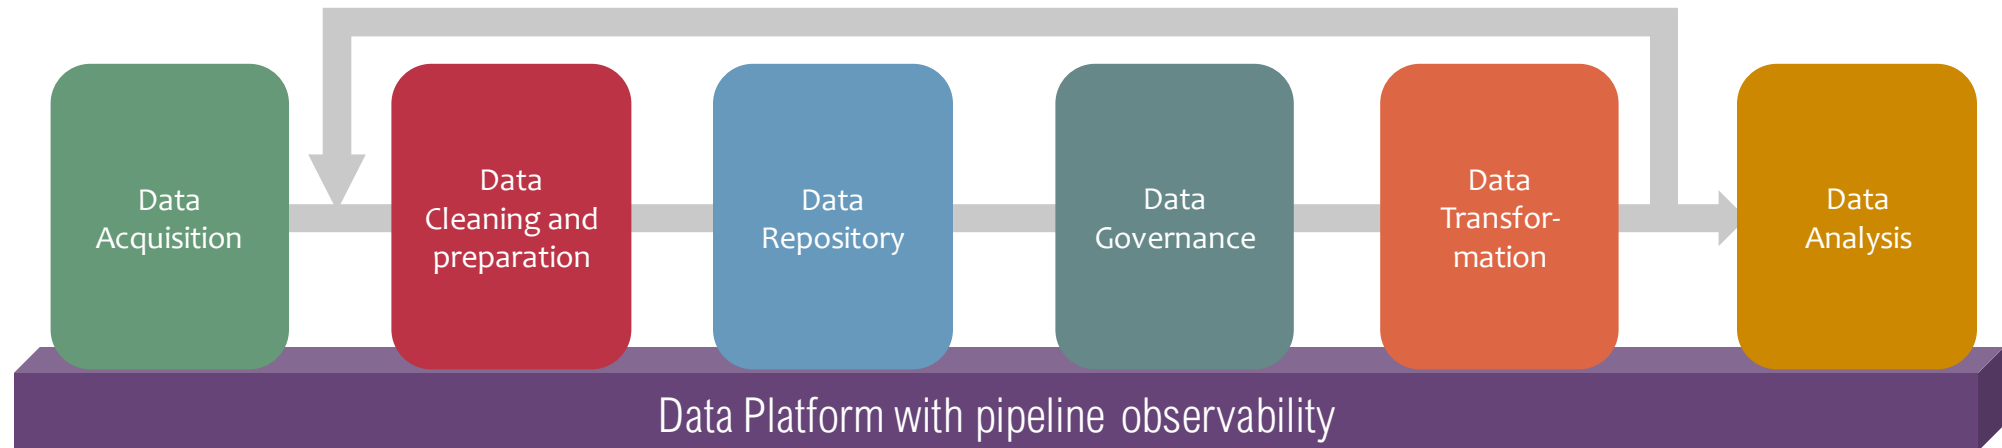 Data
Acquisition
Data
Cleaning and
preparation
Data
Repository
Data
Governance
Data
Transfor-
mation
Data
Analysis
Data Platform with pipeline observability